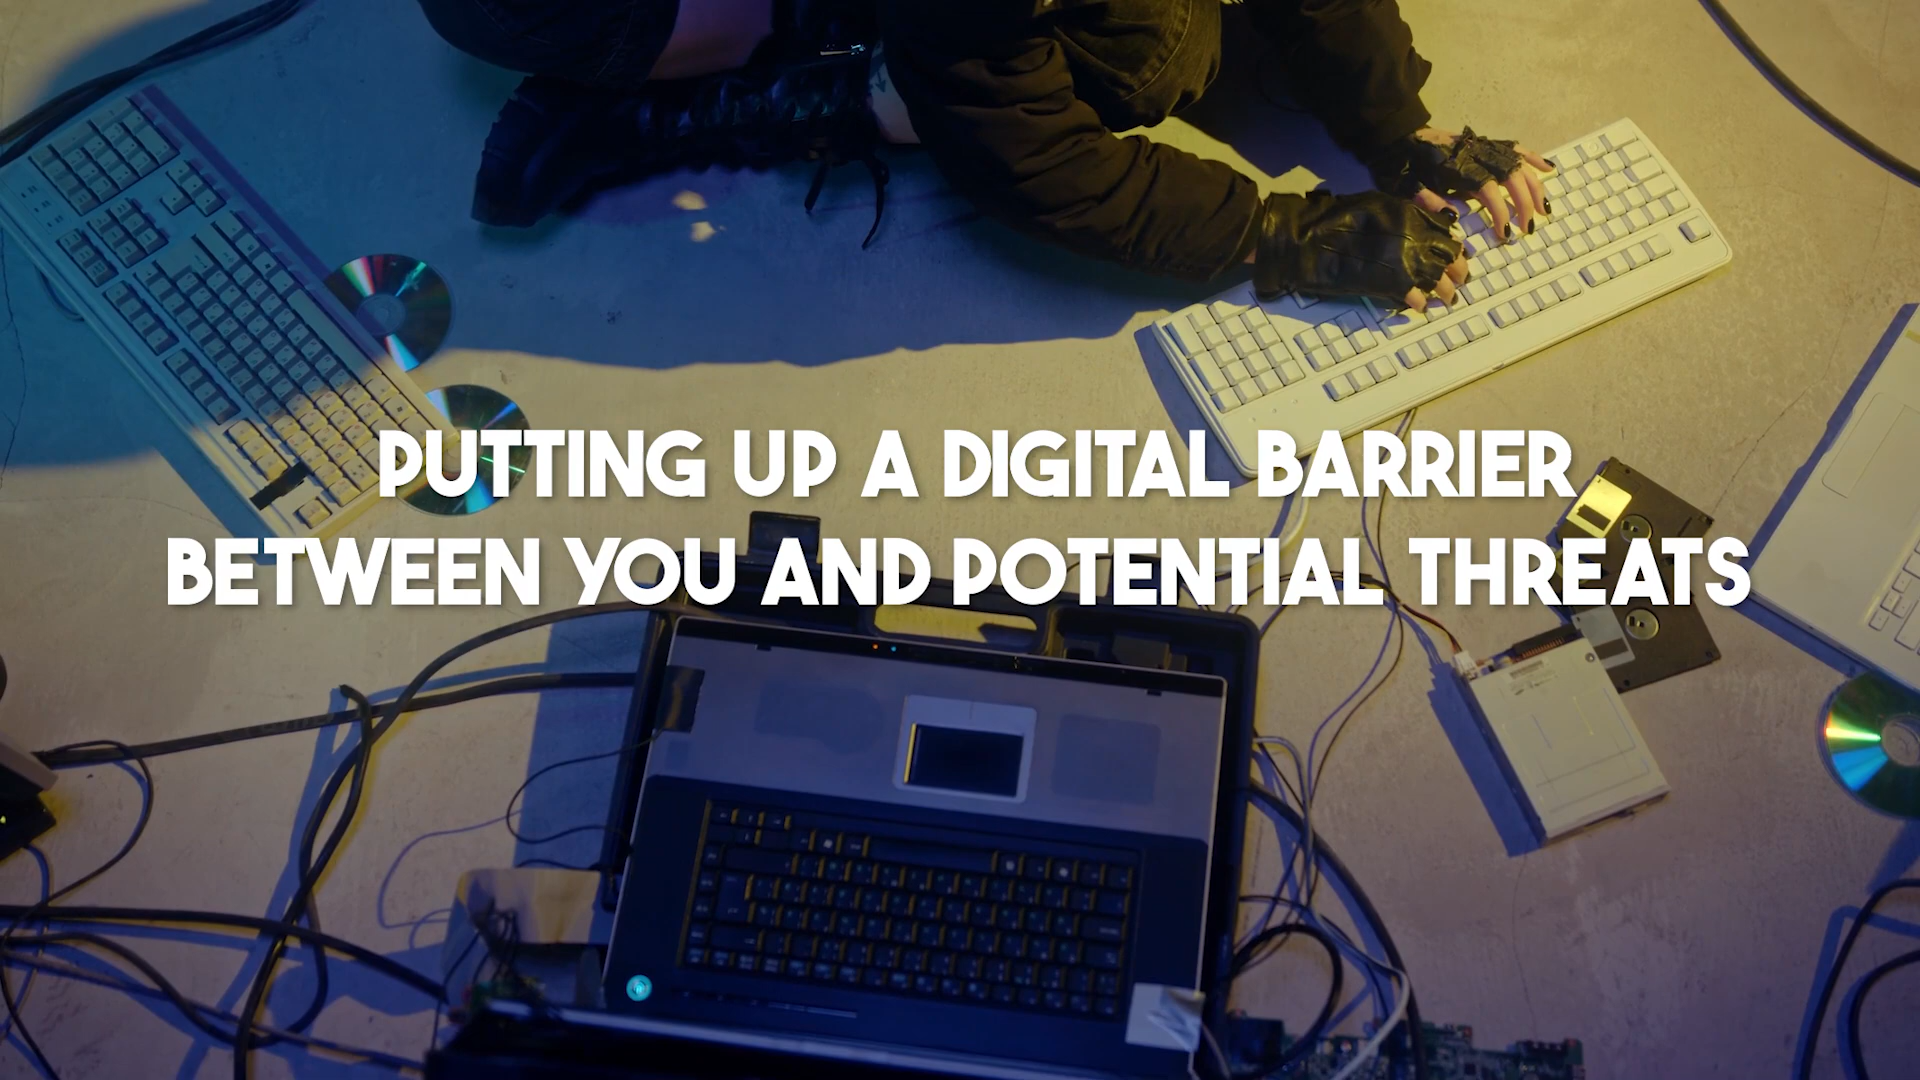 PUTTING UP A DIGITAL BARRIER
BETWEEN YOU AND POTENTIAL THREATS